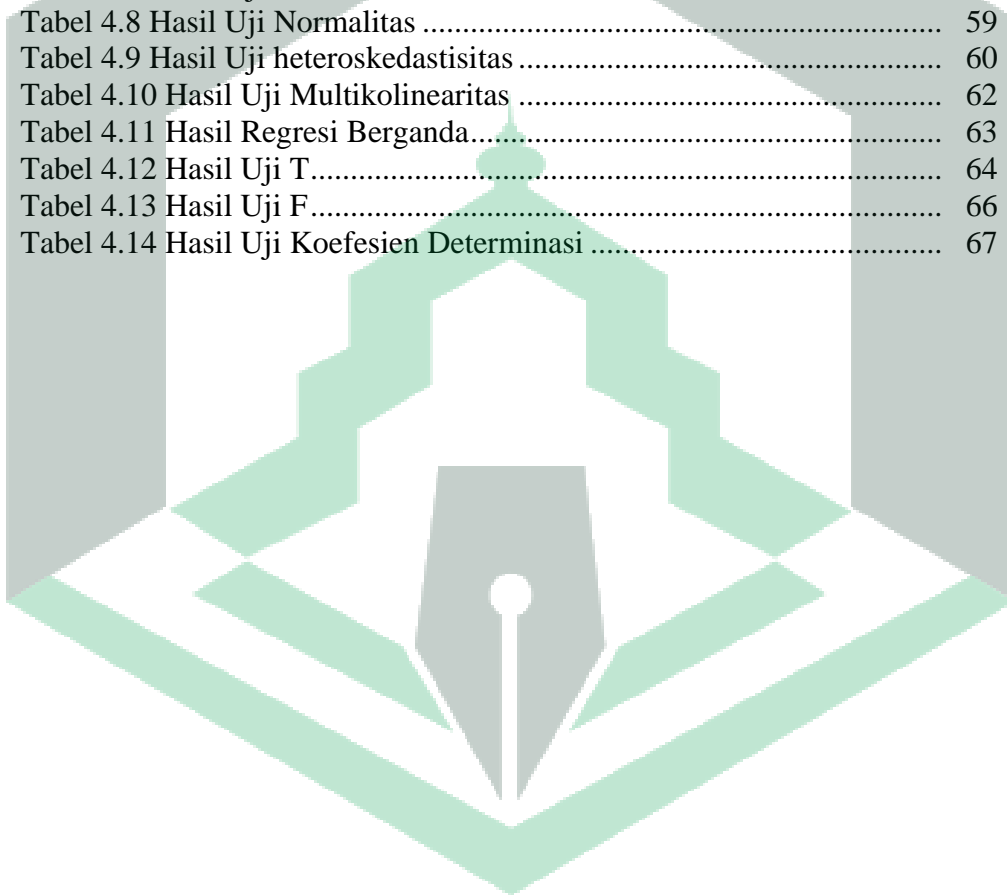 Tabel 4.8 Hasil Uji Normalitas ................................................................ 59
Tabel 4.9 Hasil Uji heteroskedastisitas .................................................... 60
Tabel 4.10 Hasil Uji Multikolinearitas .................................................... 62
Tabel 4.11 Hasil Regresi Berganda.......................................................... 63
Tabel 4.12 Hasil Uji T.............................................................................. 64
Tabel 4.13 Hasil Uji F.............................................................................. 66
Tabel 4.14 Hasil Uji Koefesien Determinasi ........................................... 67